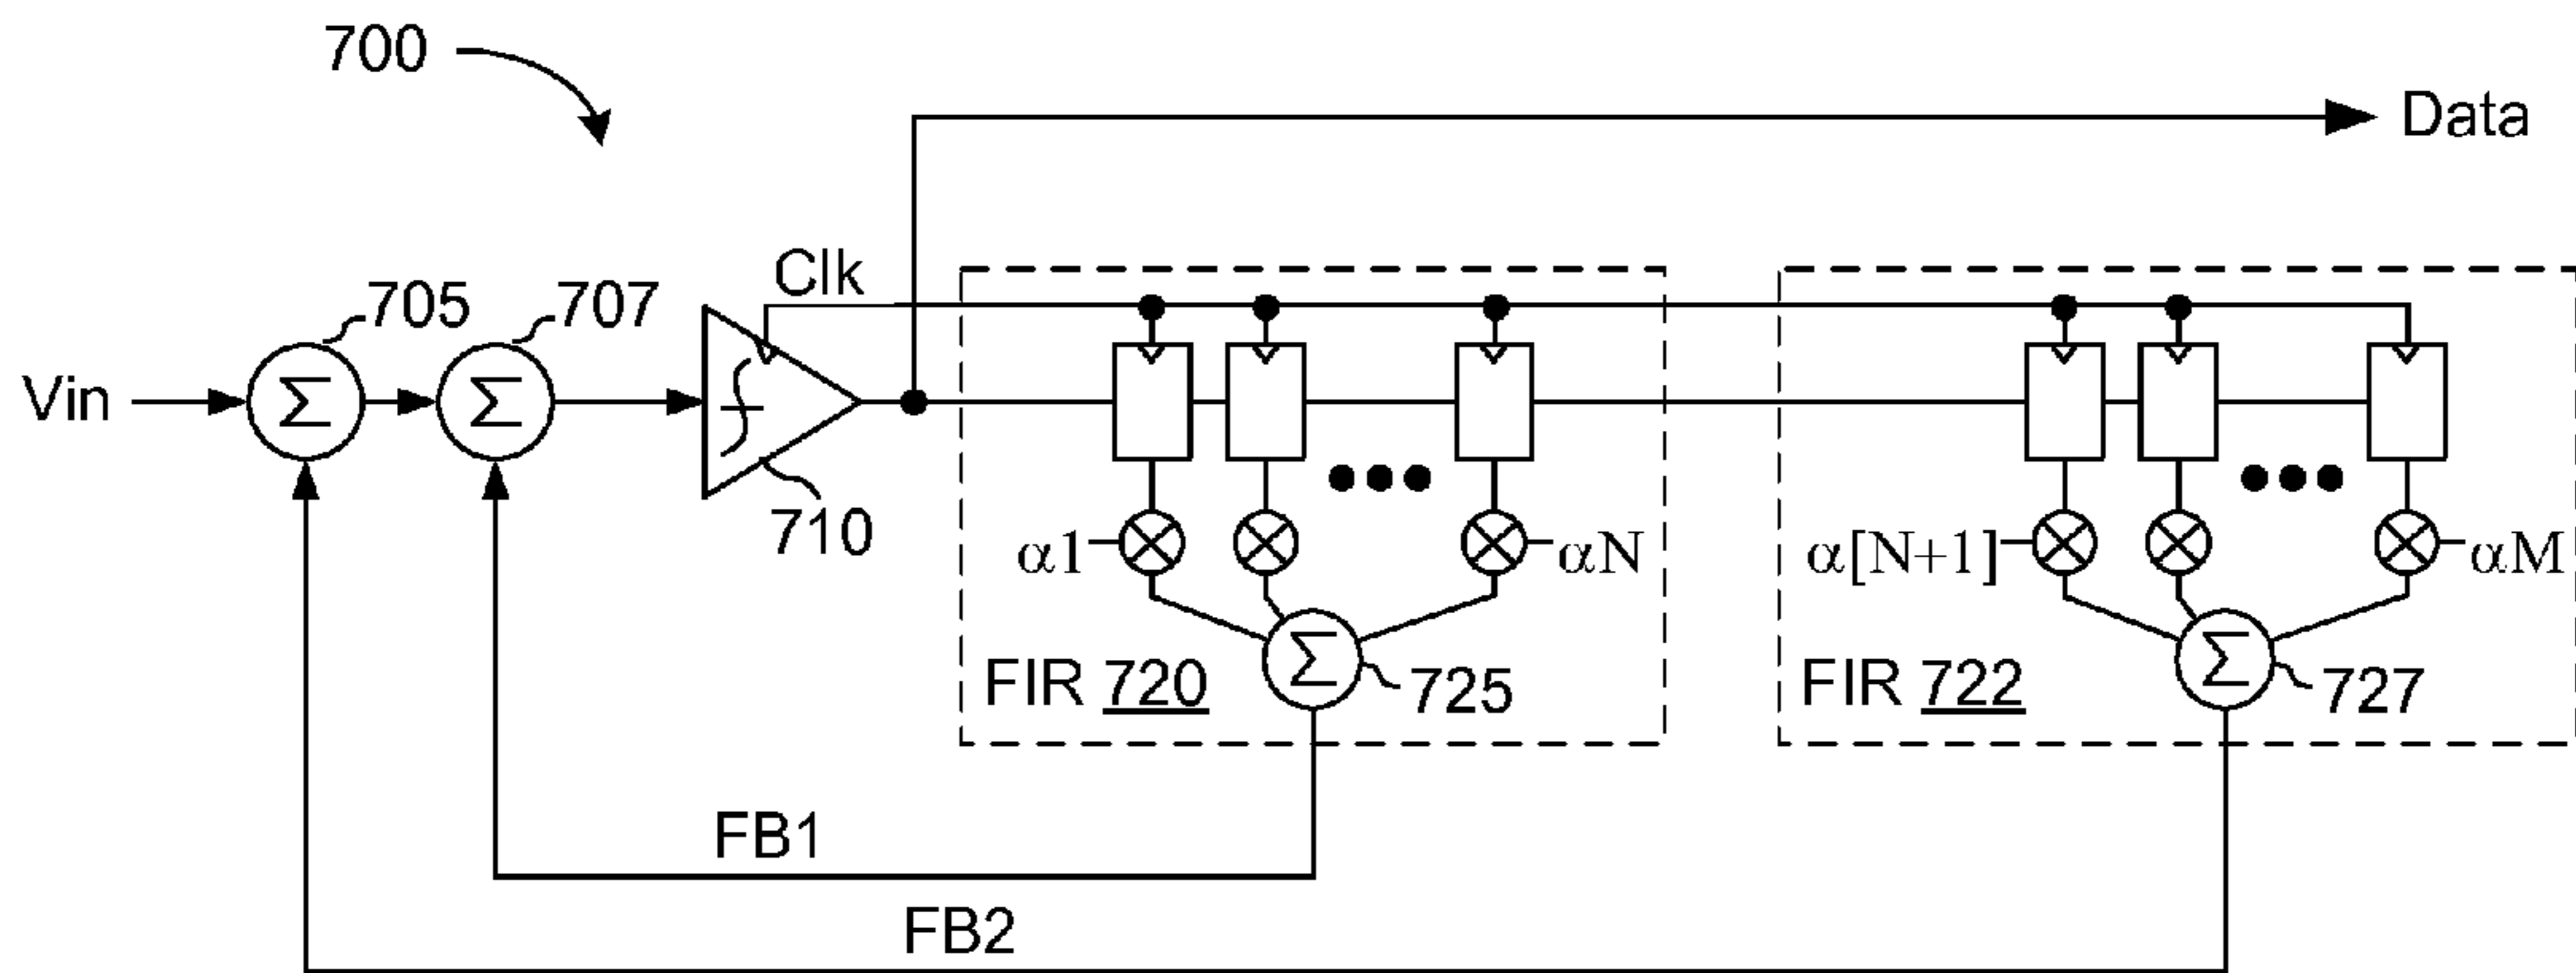 700
Data
Clk
705
707
Vin
Σ
Σ
710
α1
αN
α[N+1]
αM
FIR 720
Σ
725
FIR 722
Σ
727
FB1
FB2